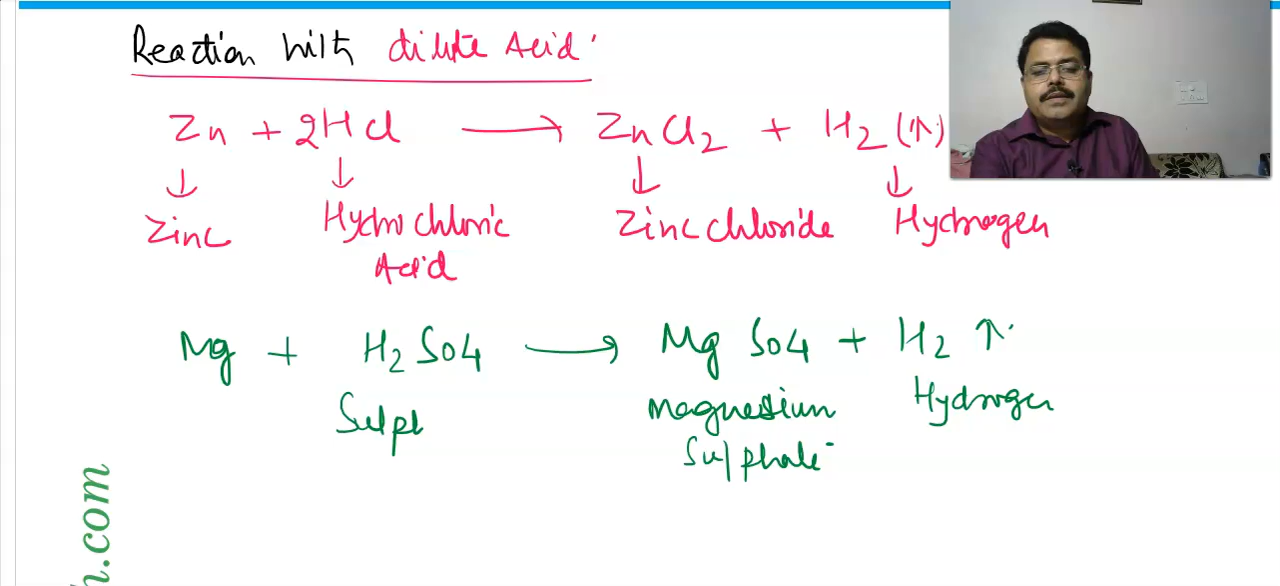 Reaction with dilute Acid
Zn + 2HCl → ZnCl2 + H2 (↑)
↓ ↓ ↓ ↓
Zinc Hydrochloric Acid Zinc chloride Hydrogen
Mg + H2SO4 → MgSO4 + H2 ↑
Sulph Magnesium Sulphate Hydrogen
h.com